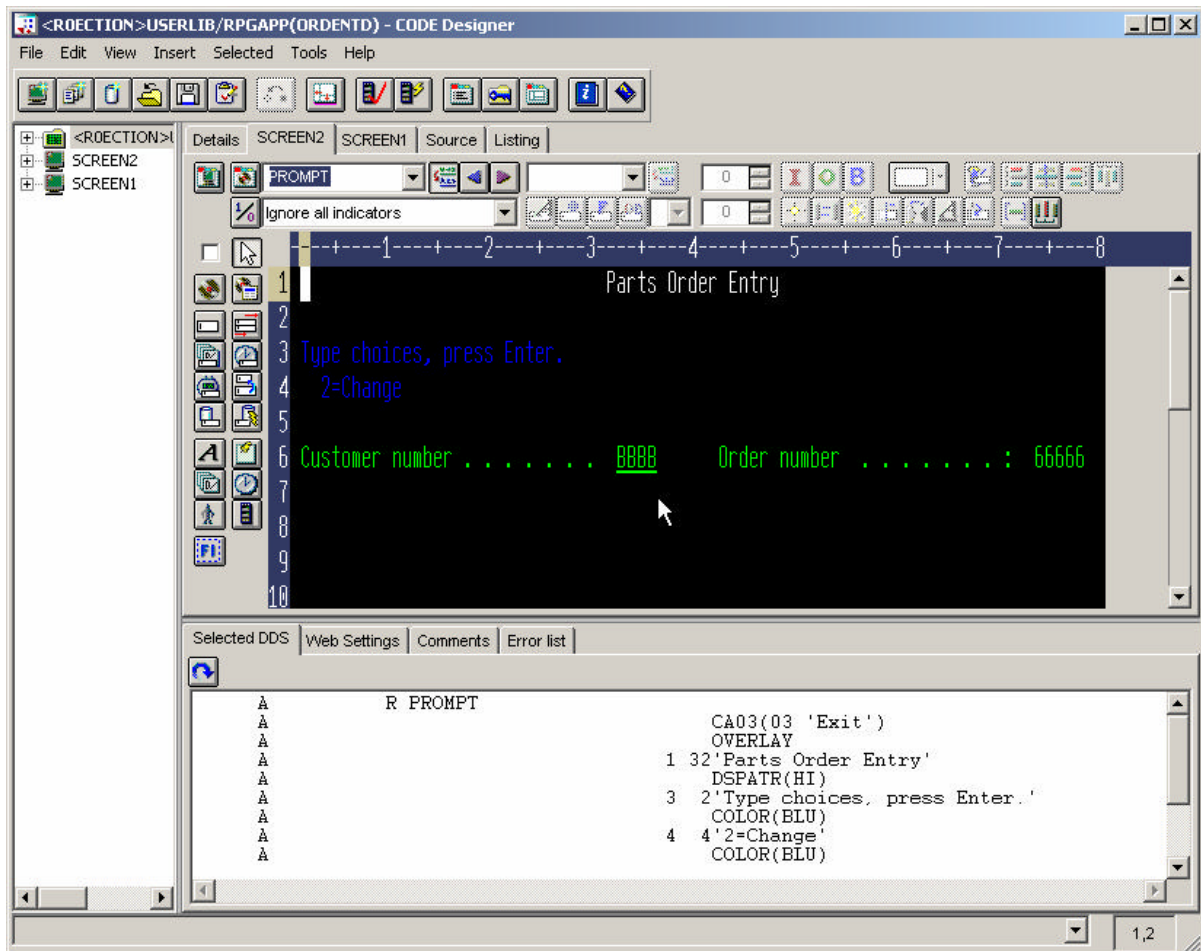 <R0ECTION>USERLIB/RPGAPP(ORDENTD) - CODE Designer
File Edit View Insert Selected Tools Help
<R0ECTION>U
SCREEN2
SCREEN1
Details SCREEN2 SCREEN1 Source Listing
PROMPT 0 I O B
1/0 Ignore all indicators 0
----+----1----+----2----+----3----+----4----+----5----+----6----+----7----+----8
1 Parts Order Entry
2
3 Type choices, press Enter.
4 2=Change
5
6 Customer number . . . . . . . BBBB Order number . . . . . . . : 66666
7
8
9
10
A
FI
Selected DDS Web Settings Comments Error list
A R PROMPT
A CA03(03 'Exit')
A OVERLAY
A 1 32'Parts Order Entry'
A DSPATR(HI)
A 3 2'Type choices, press Enter.'
A COLOR(BLU)
A 4 4'2=Change'
A COLOR(BLU)
1,2